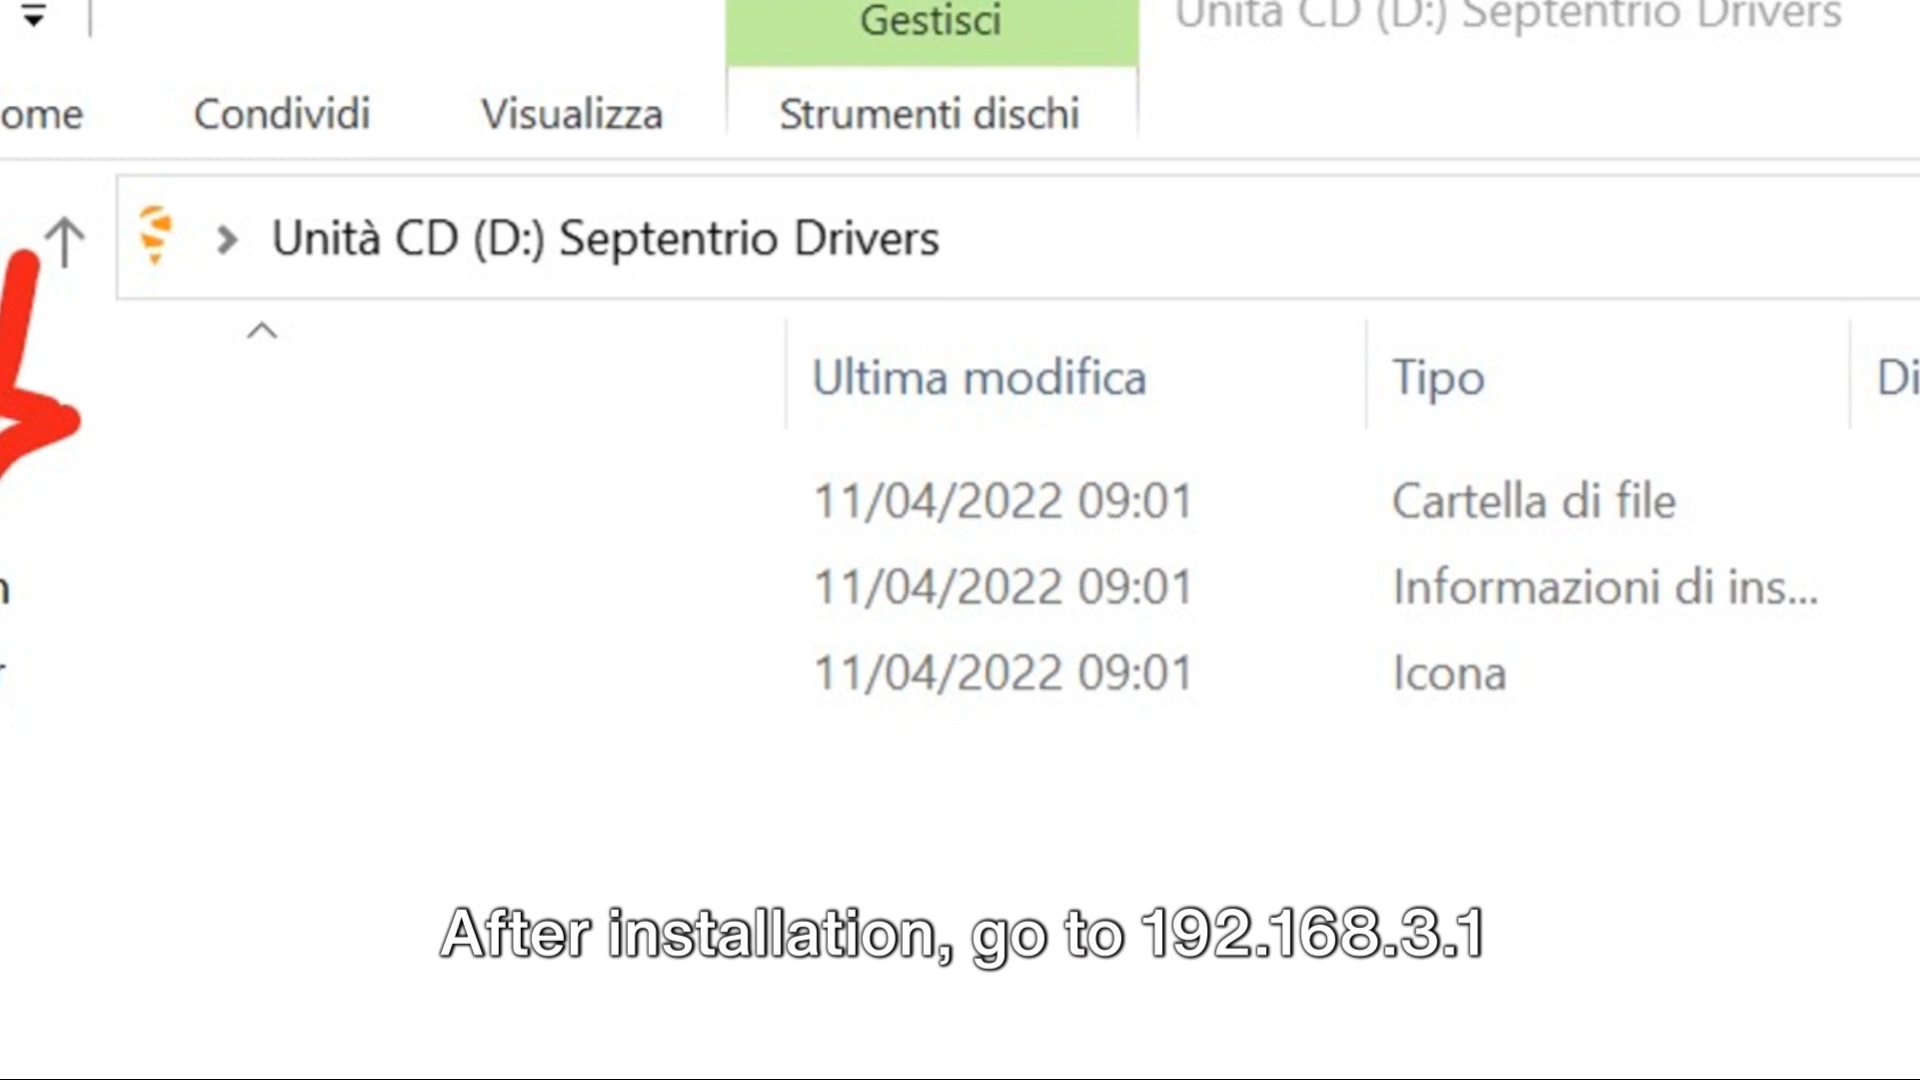 Gestisci
Unità CD (D:) Septentrio Drivers
ome
Condividi
Visualizza
Strumenti dischi
Unità CD (D:) Septentrio Drivers
Ultima modifica
Tipo
Di
11/04/2022 09:01
Cartella di file
n
11/04/2022 09:01
Informazioni di ins...
r
11/04/2022 09:01
Icona
After installation, go to 192.168.3.1